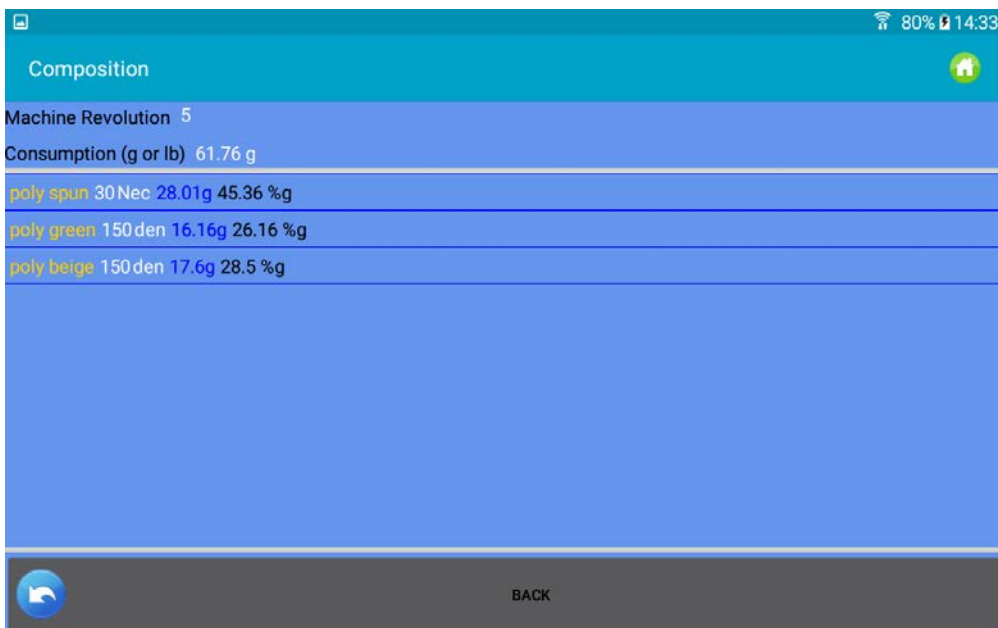 80% 14:33
Composition
Machine Revolution 5
Consumption (g or lb) 61.76 g
poly spun 30 Nec 28.01g 45.36 %g
poly green 150 den 16.16g 26.16 %g
poly beige 150 den 17.6g 28.5 %g
BACK